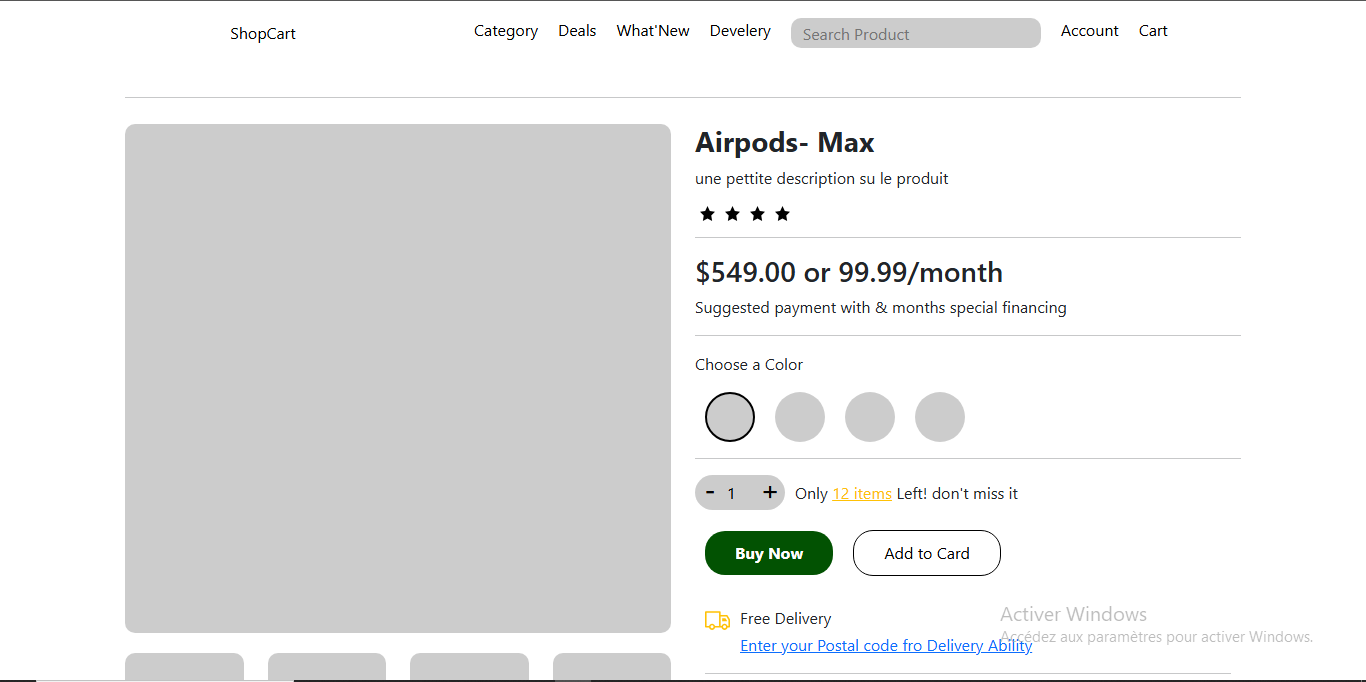 ShopCart Category Deals What'New Develery Search Product Account Cart
Airpods- Max
une pettite description su le produit
$549.00 or 99.99/month
Suggested payment with & months special financing
Choose a Color
- 1 + Only 12 items Left! don't miss it
Buy Now Add to Card
Free Delivery
Activer Windows
Accédez aux paramètres pour activer Windows.
Enter your Postal code fro Delivery Ability